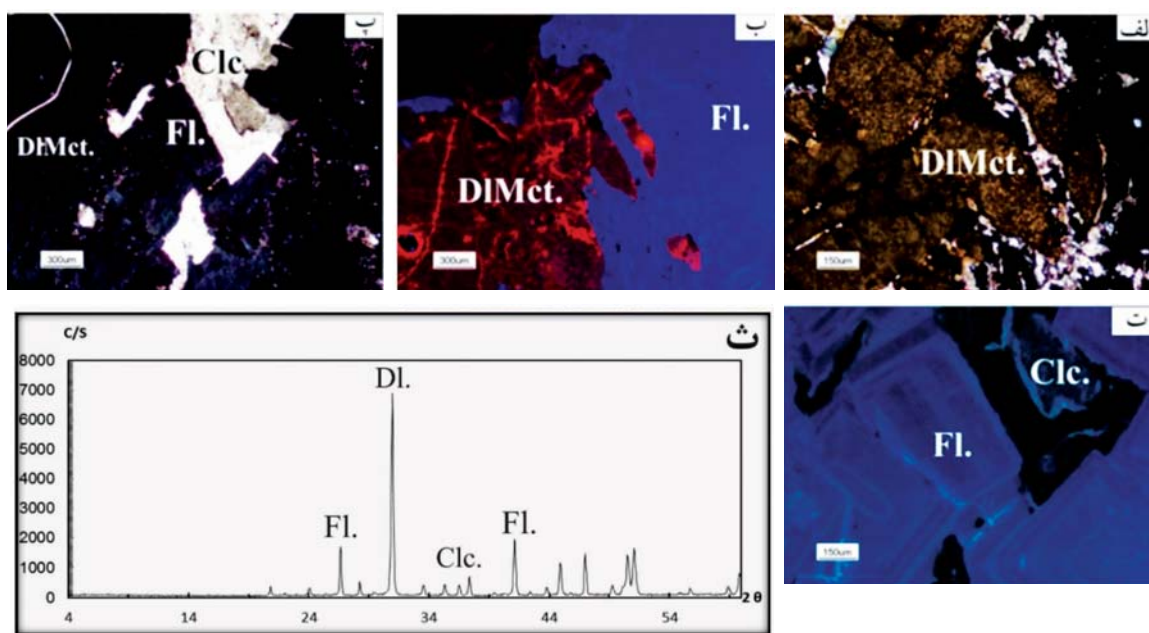 الف
DlMct.
150um
ب
Fl.
DlMct.
300um
پ
Clc.
Fl.
DlMct.
300um
ت
Clc.
Fl.
150um
ث
C/S
8000
7000
6000
5000
4000
3000
2000
1000
0
Dl.
Fl.
Clc.
Fl.
4 14 24 34 44 54
2θ